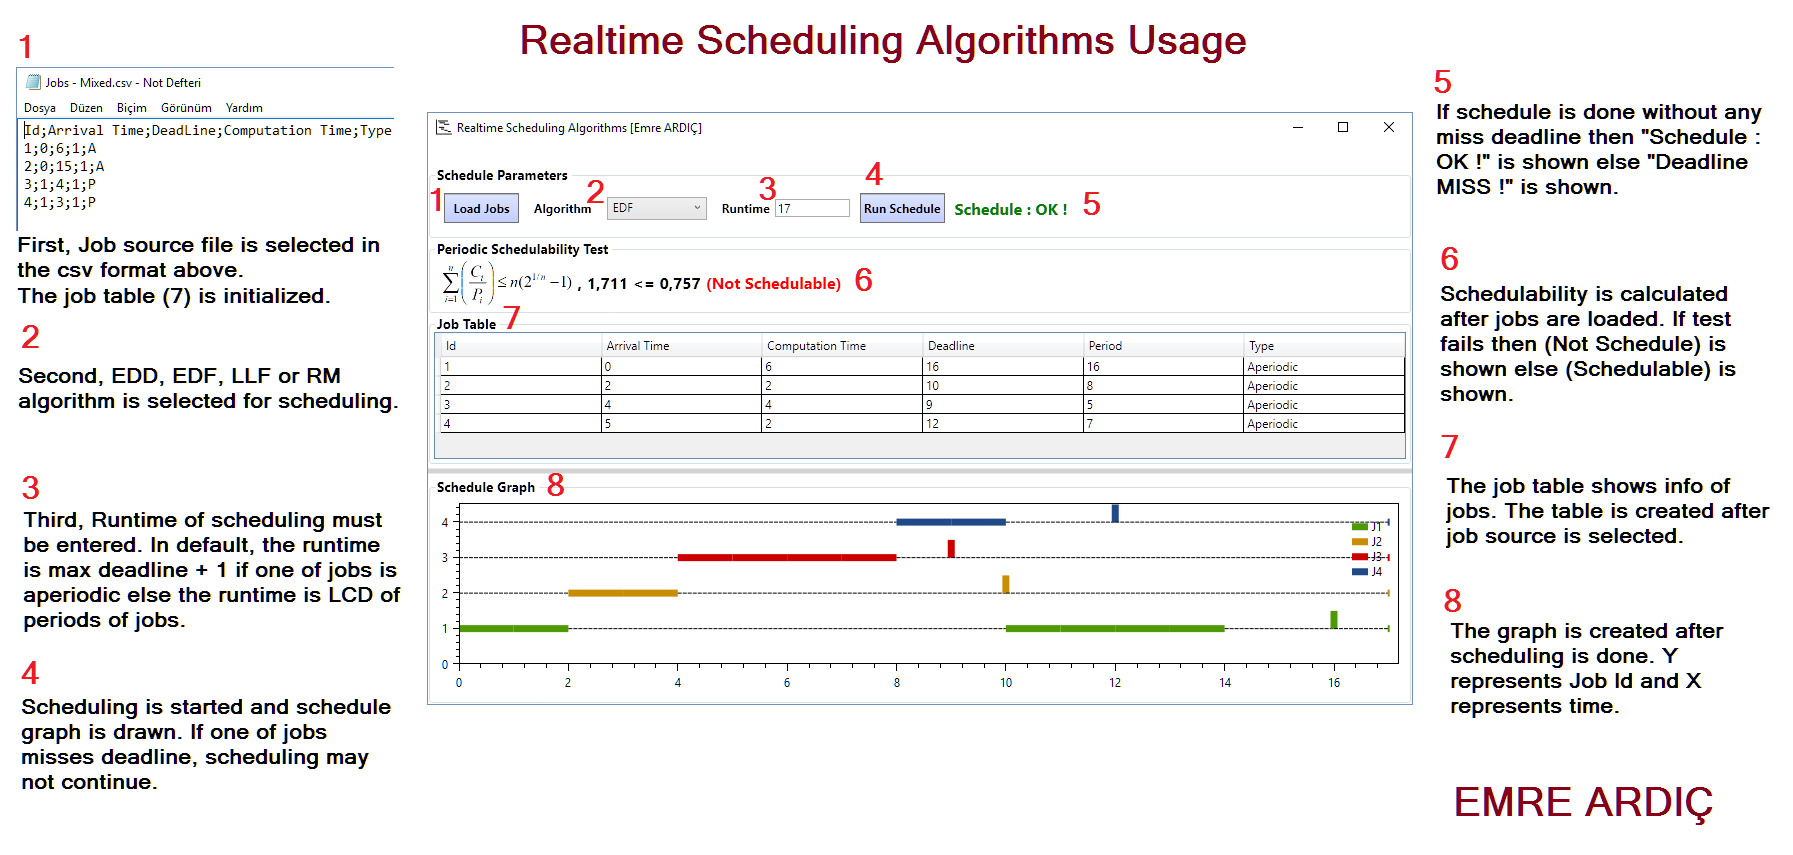 Realtime Scheduling Algorithms Usage
1
Jobs - Mixed.csv - Not Defteri
Dosya Düzen Biçim Görünüm Yardım
Id;Arrival Time;DeadLine;Computation Time;Type
1;0;6;1;A
2;0;15;1;A
3;1;4;1;P
4;1;3;1;P
First, Job source file is selected in
the csv format above.
The job table (7) is initialized.
2
Second, EDD, EDF, LLF or RM
algorithm is selected for scheduling.
3
Third, Runtime of scheduling must
be entered. In default, the runtime
is max deadline + 1 if one of jobs is
aperiodic else the runtime is LCD of
periods of jobs.
4
Scheduling is started and schedule
graph is drawn. If one of jobs
misses deadline, scheduling may
not continue.
Realtime Scheduling Algorithms [Emre ARDIÇ]
Schedule Parameters
1 Load Jobs Algorithm 2 EDF Runtime 3 17 4 Run Schedule Schedule : OK ! 5
Periodic Schedulability Test
∑ i=1 n (Ci/Pi) ≤ n(2^1/n −1) , 1,711 <= 0,757 (Not Schedulable) 6
Job Table 7
Id Arrival Time Computation Time Deadline Period Type
1 0 6 16 16 Aperiodic
2 2 2 10 8 Aperiodic
3 4 4 9 5 Aperiodic
4 5 2 12 7 Aperiodic
Schedule Graph 8
4
3
2
1
0
J1
J2
J3
J4
0 2 4 6 8 10 12 14 16
5
If schedule is done without any
miss deadline then "Schedule :
OK !" is shown else "Deadline
MISS !" is shown.
6
Schedulability is calculated
after jobs are loaded. If test
fails then (Not Schedule) is
shown else (Schedulable) is
shown.
7
The job table shows info of
jobs. The table is created after
job source is selected.
8
The graph is created after
scheduling is done. Y
represents Job Id and X
represents time.
EMRE ARDIÇ